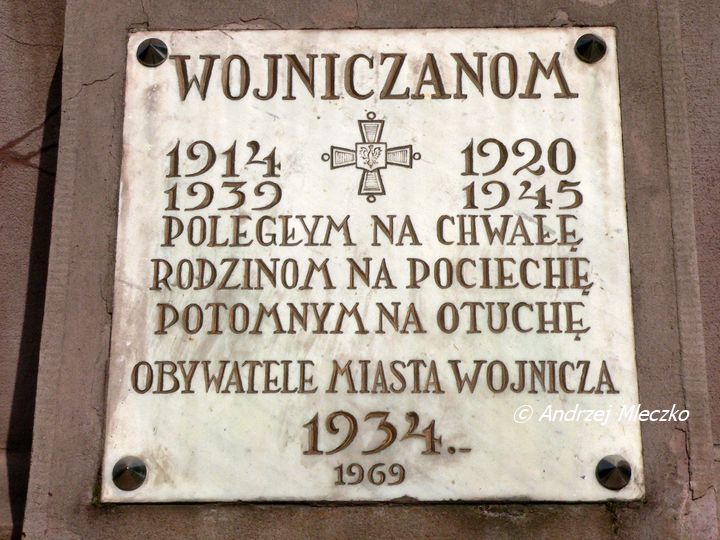 WOJNICZANOM
1914 1920
1939 1945
POLEGŁYM NA CHWAŁĘ
RODZINOM NA POCIECHĘ
POTOMNYM NA OTUCHĘ
OBYWATELE MIASTA WOJNICZA
1934.
1969
© Andrzej Mleczko